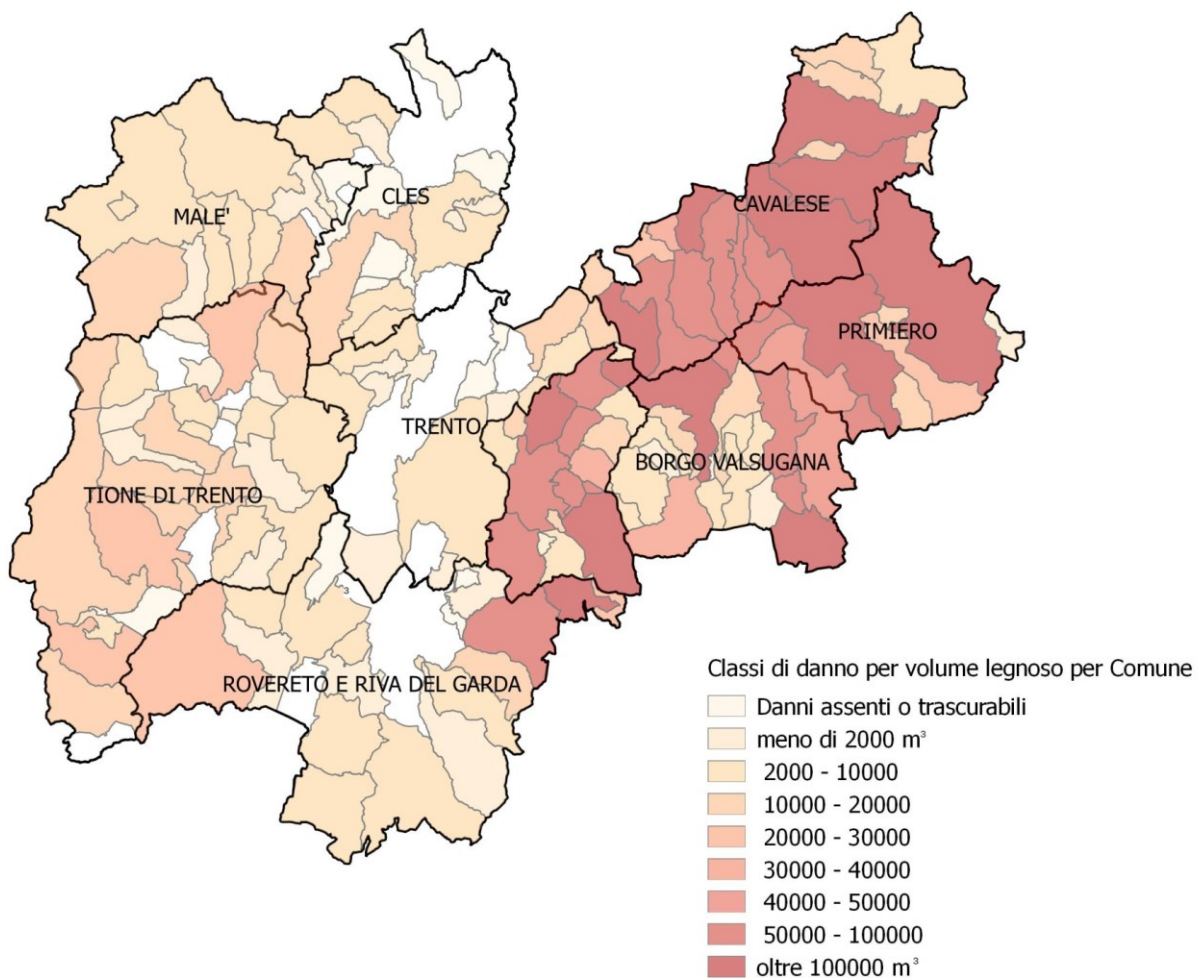 CLES
MALE'
CAVALESE
PRIMIERO
TRENTO
BORGO VALSUGANA
TIONE DI TRENTO
3
ROVERETO E RIVA DEL GARDA
Classi di danno per volume legnoso per Comune
Danni assenti o trascurabili
meno di 2000 m³
2000 - 10000
10000 - 20000
20000 - 30000
30000 - 40000
40000 - 50000
50000 - 100000
oltre 100000 m³